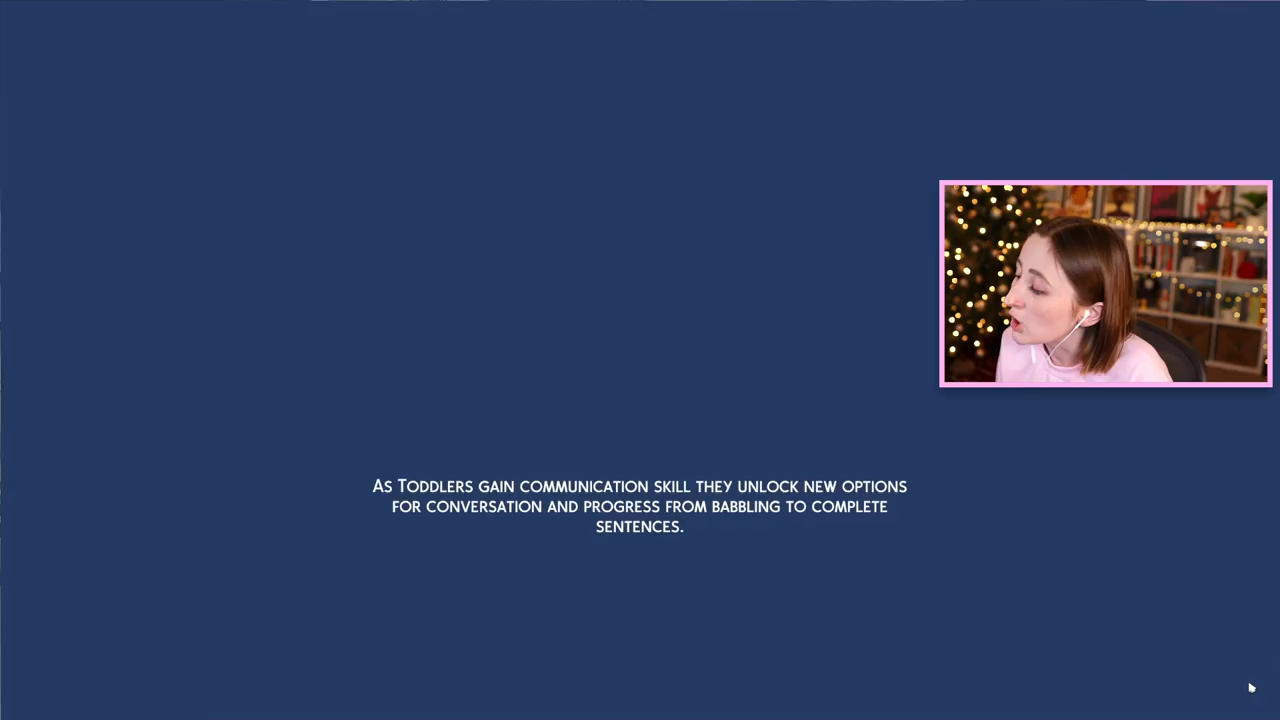 As Toddlers gain communication skill they unlock new options
for conversation and progress from babbling to complete
sentences.